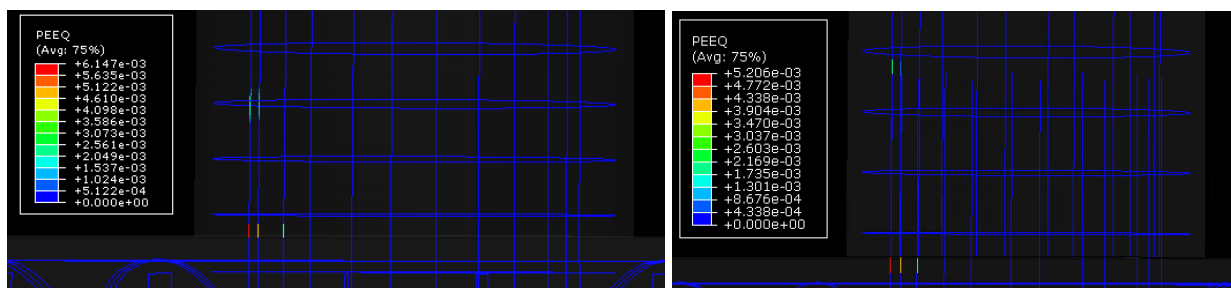 PEEQ
(Avg: 75%)
+6.147e-03
+5.635e-03
+5.122e-03
+4.610e-03
+4.098e-03
+3.586e-03
+3.073e-03
+2.561e-03
+2.049e-03
+1.537e-03
+1.024e-03
+5.122e-04
+0.000e+00
PEEQ
(Avg: 75%)
+5.206e-03
+4.772e-03
+4.338e-03
+3.904e-03
+3.470e-03
+3.037e-03
+2.603e-03
+2.169e-03
+1.735e-03
+1.301e-03
+8.676e-04
+4.338e-04
+0.000e+00